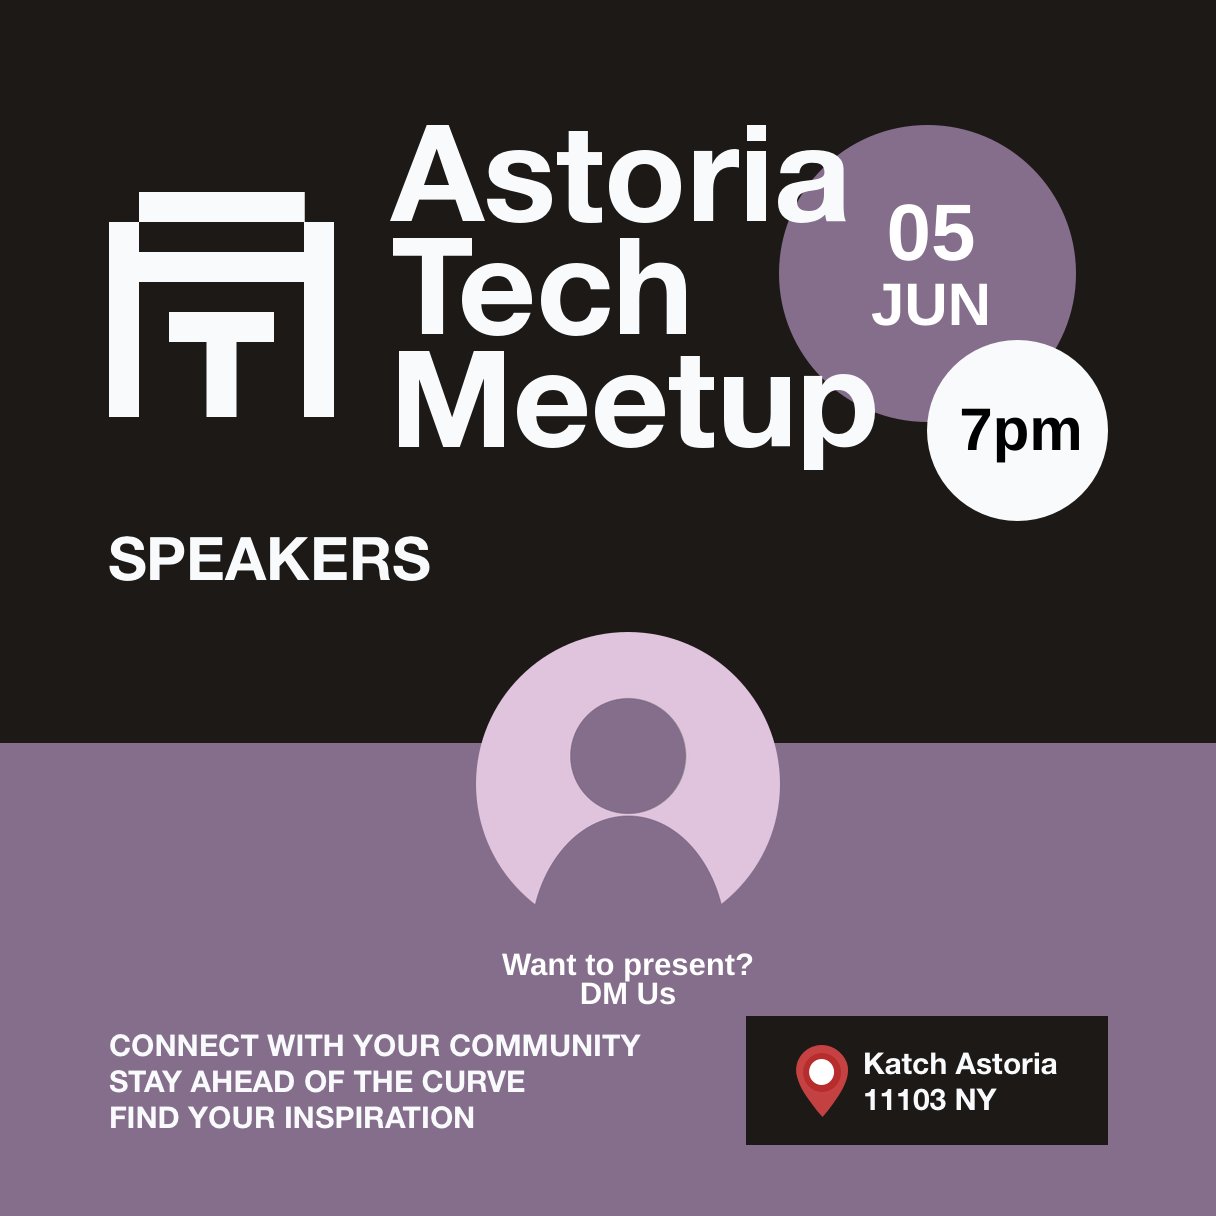 Astoria
Tech
Meetup
05
JUN
7pm
SPEAKERS
Want to present?
DM Us
CONNECT WITH YOUR COMMUNITY
STAY AHEAD OF THE CURVE
FIND YOUR INSPIRATION
Katch Astoria
11103 NY